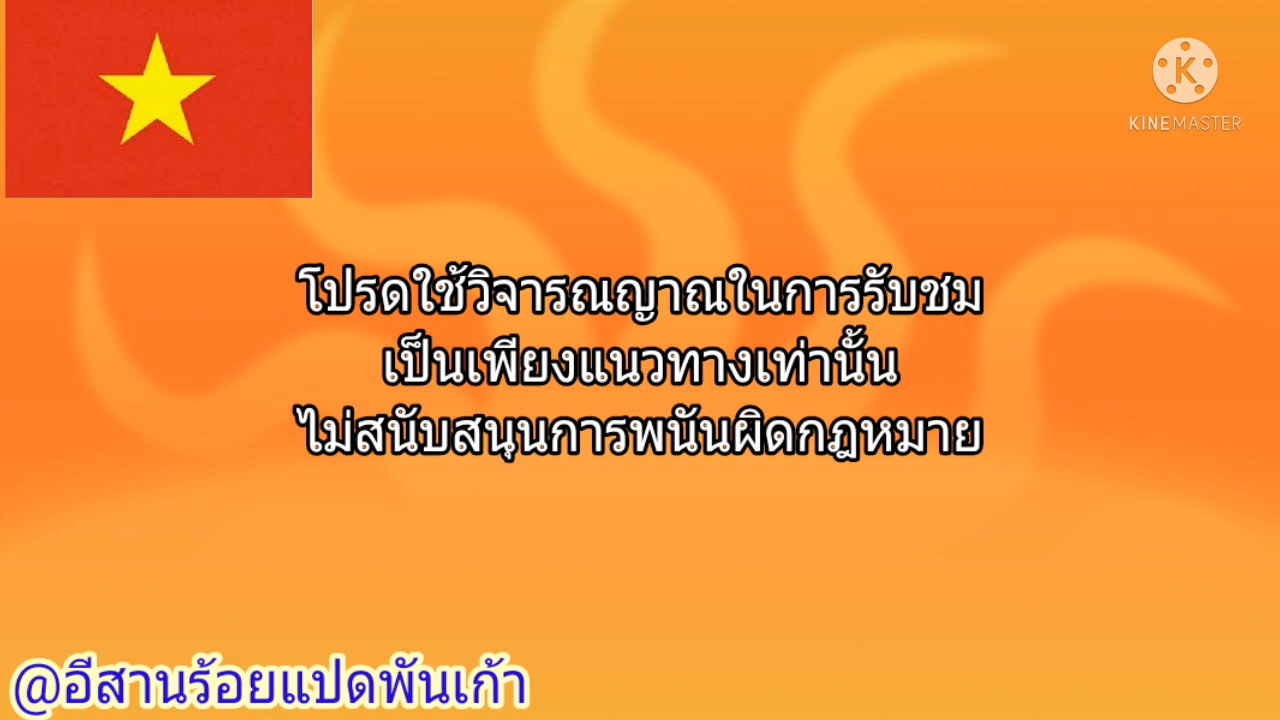 KINEMASTER
โปรดใช้วิจารณญาณในการรับชม
เป็นเพียงแนวทางเท่านั้น
ไม่สนับสนุนการพนันผิดกฎหมาย
@อีสานร้อยแปดพันเก้า